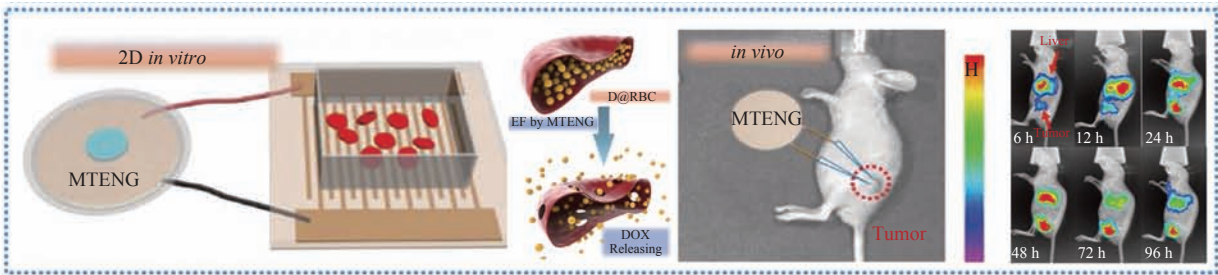 2D in vitro
MTENG
D@RBC
EF by MTENG
DOX
Releasing
in vivo
MTENG
Tumor
H
Liver
Tumor
6 h
12 h
24 h
48 h
72 h
96 h